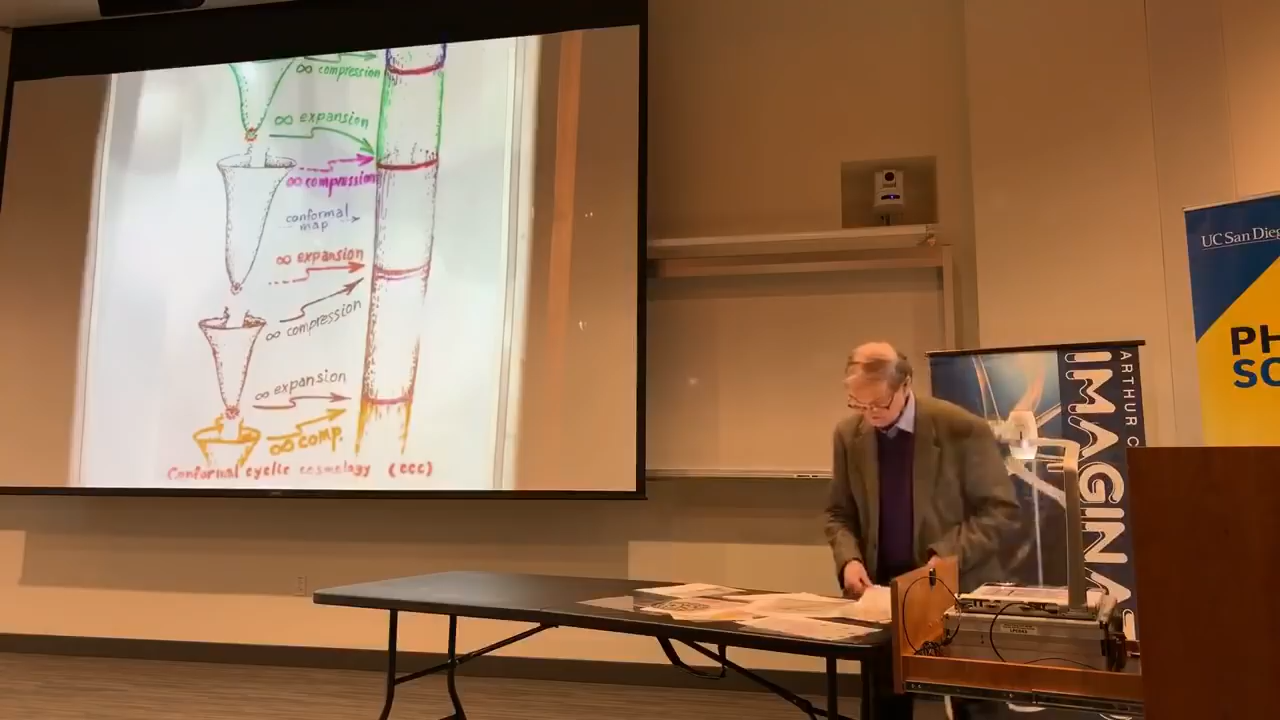 ∞ compression
∞ expansion
∞ compression
conformal
map
∞ expansion
∞ compression
∞ expansion
∞ comp.
Conformal cyclic cosmology (CCC)
UC San Dieg
PH
SC
ARTHUR C
IMAGINA